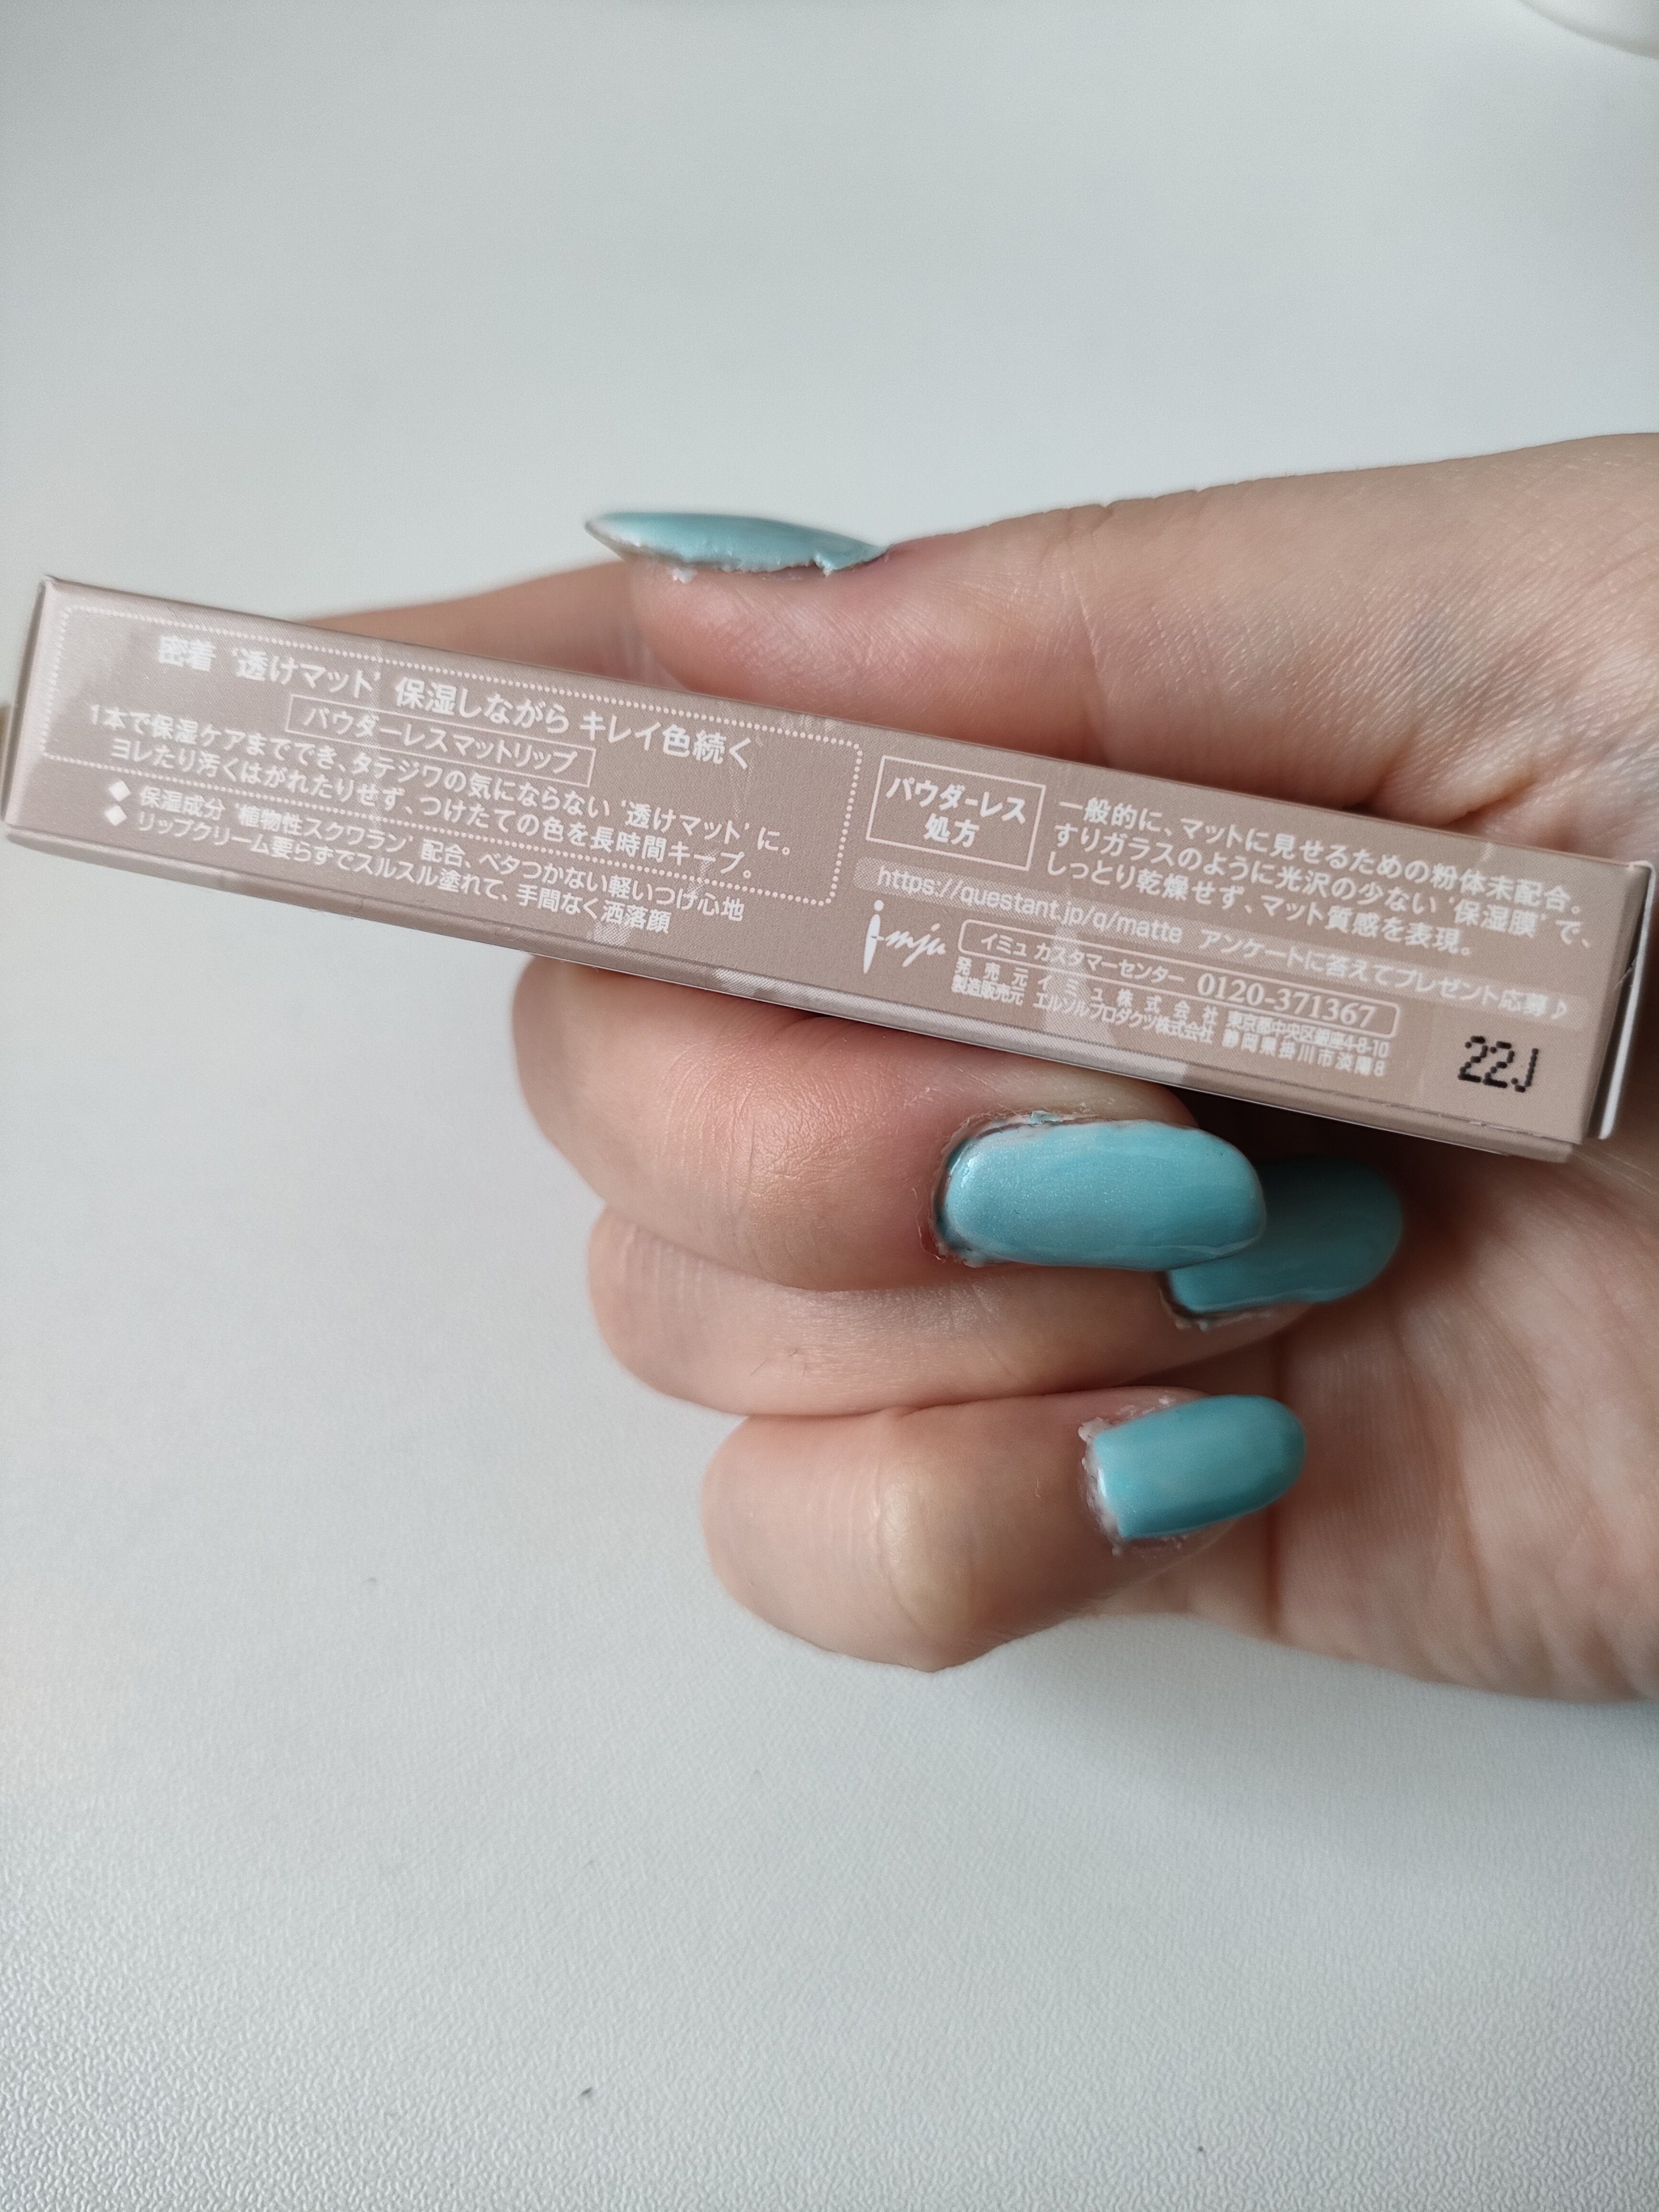 密着 ‘透けマット’ 保湿しながら キレイ色続く
パウダーレスマットリップ
1本で保湿ケアまででき、タテジワの気にならない ‘透けマット’ に。
ヨレたり汚くはがれたりせず、つけたての色を長時間キープ。
◆ 保湿成分 ‘植物性スクワラン’ 配合、ベタつかない軽いつけ心地
◆ リップクリーム要らずでスルスル塗れて、手間なく洒落顔
パウダーレス
処方
一般的に、マットに見せるための粉体未配合。
すりガラスのように光沢の少ない ‘保湿膜’ で、
しっとり乾燥せず、マット質感を表現。
https://questant.jp/q/matte アンケートに答えてプレゼント応募♪
imju
イミュ カスタマーセンター 0120-371367
発売元 イミュ株式会社 東京都中央区銀座4-8-10
製造販売元 エルソルプロダクツ株式会社 静岡県掛川市淡陽8
22J